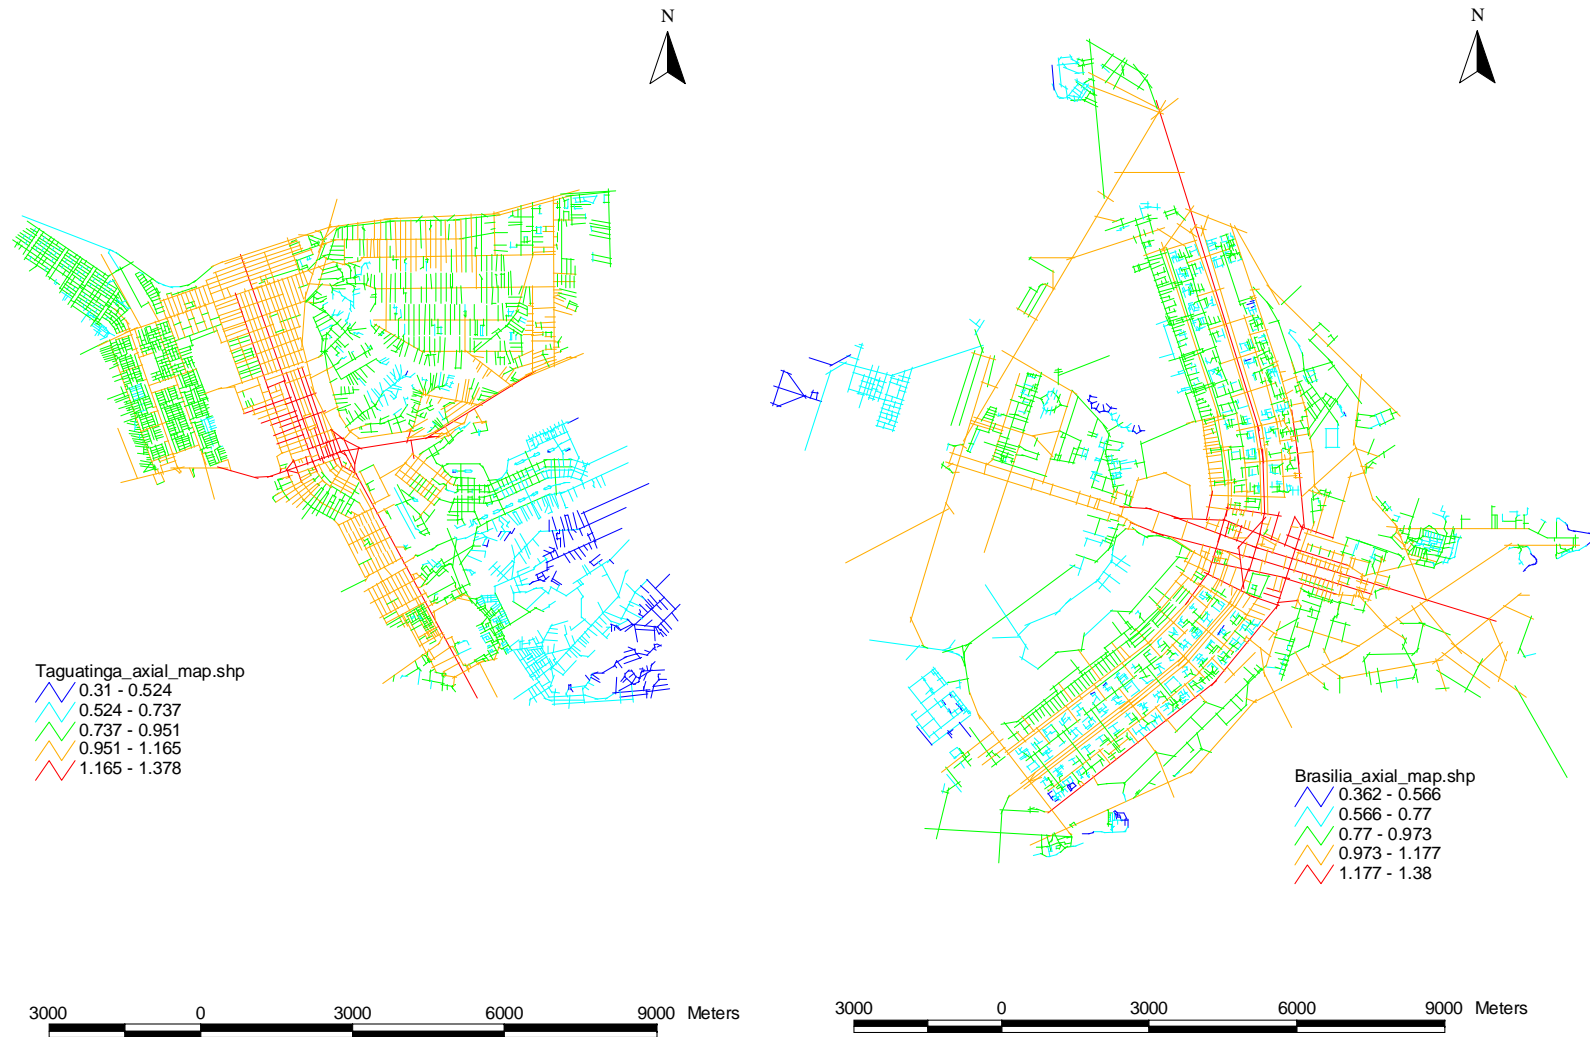 N
N
Taguatinga_axial_map.shp
0.31 - 0.524
0.524 - 0.737
0.737 - 0.951
0.951 - 1.165
1.165 - 1.378
Brasilia_axial_map.shp
0.362 - 0.566
0.566 - 0.77
0.77 - 0.973
0.973 - 1.177
1.177 - 1.38
3000 0 3000 6000 9000 Meters
3000 0 3000 6000 9000 Meters